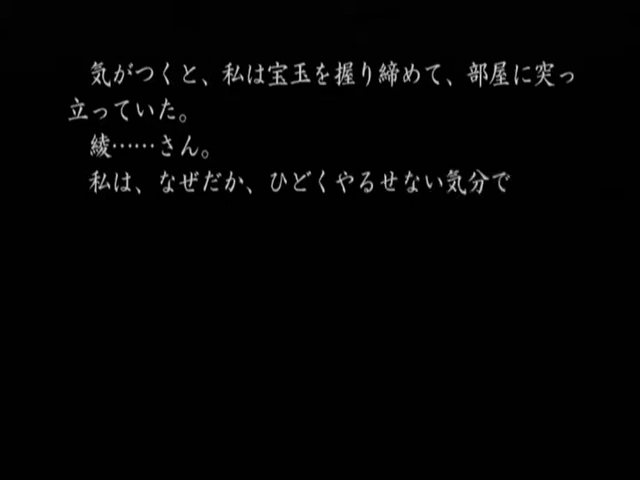 気がつくと、私は宝玉を握り締めて、部屋に突っ
立っていた。
綾……さん。
私は、なぜだか、ひどくやるせない気分で